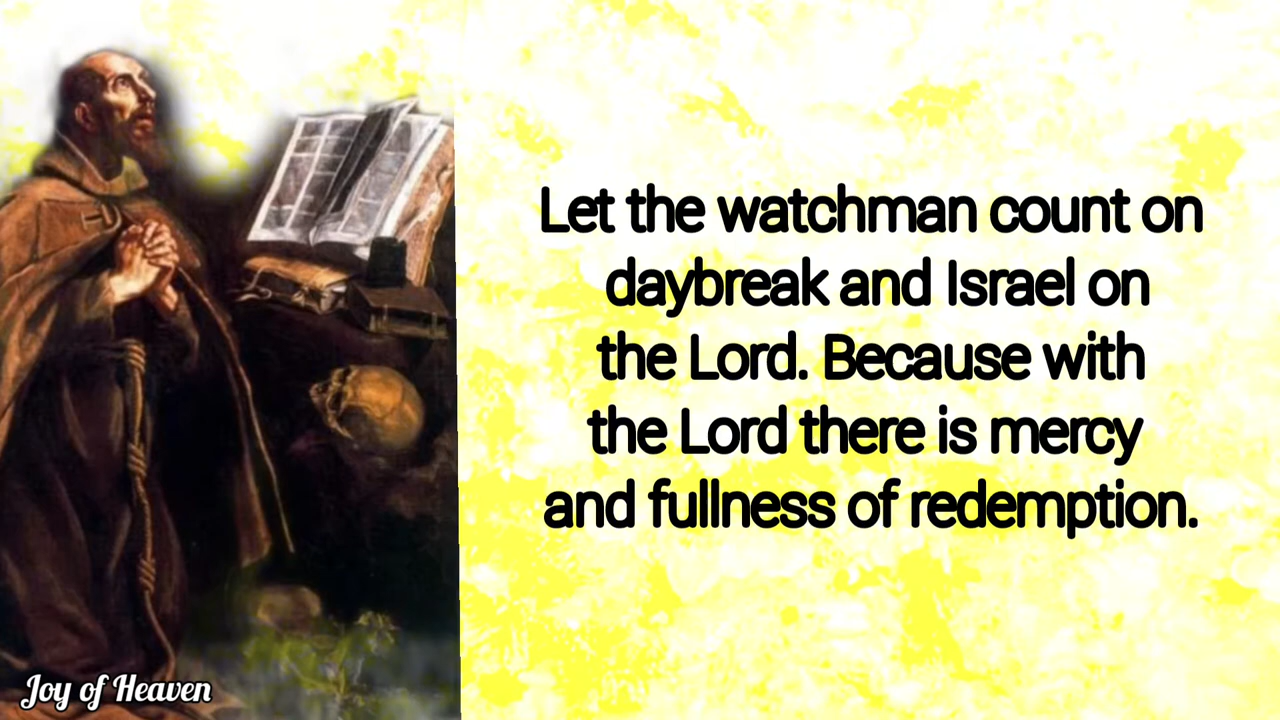 Let the watchman count on
daybreak and Israel on
the Lord. Because with
the Lord there is mercy
and fullness of redemption.
Joy of Heaven